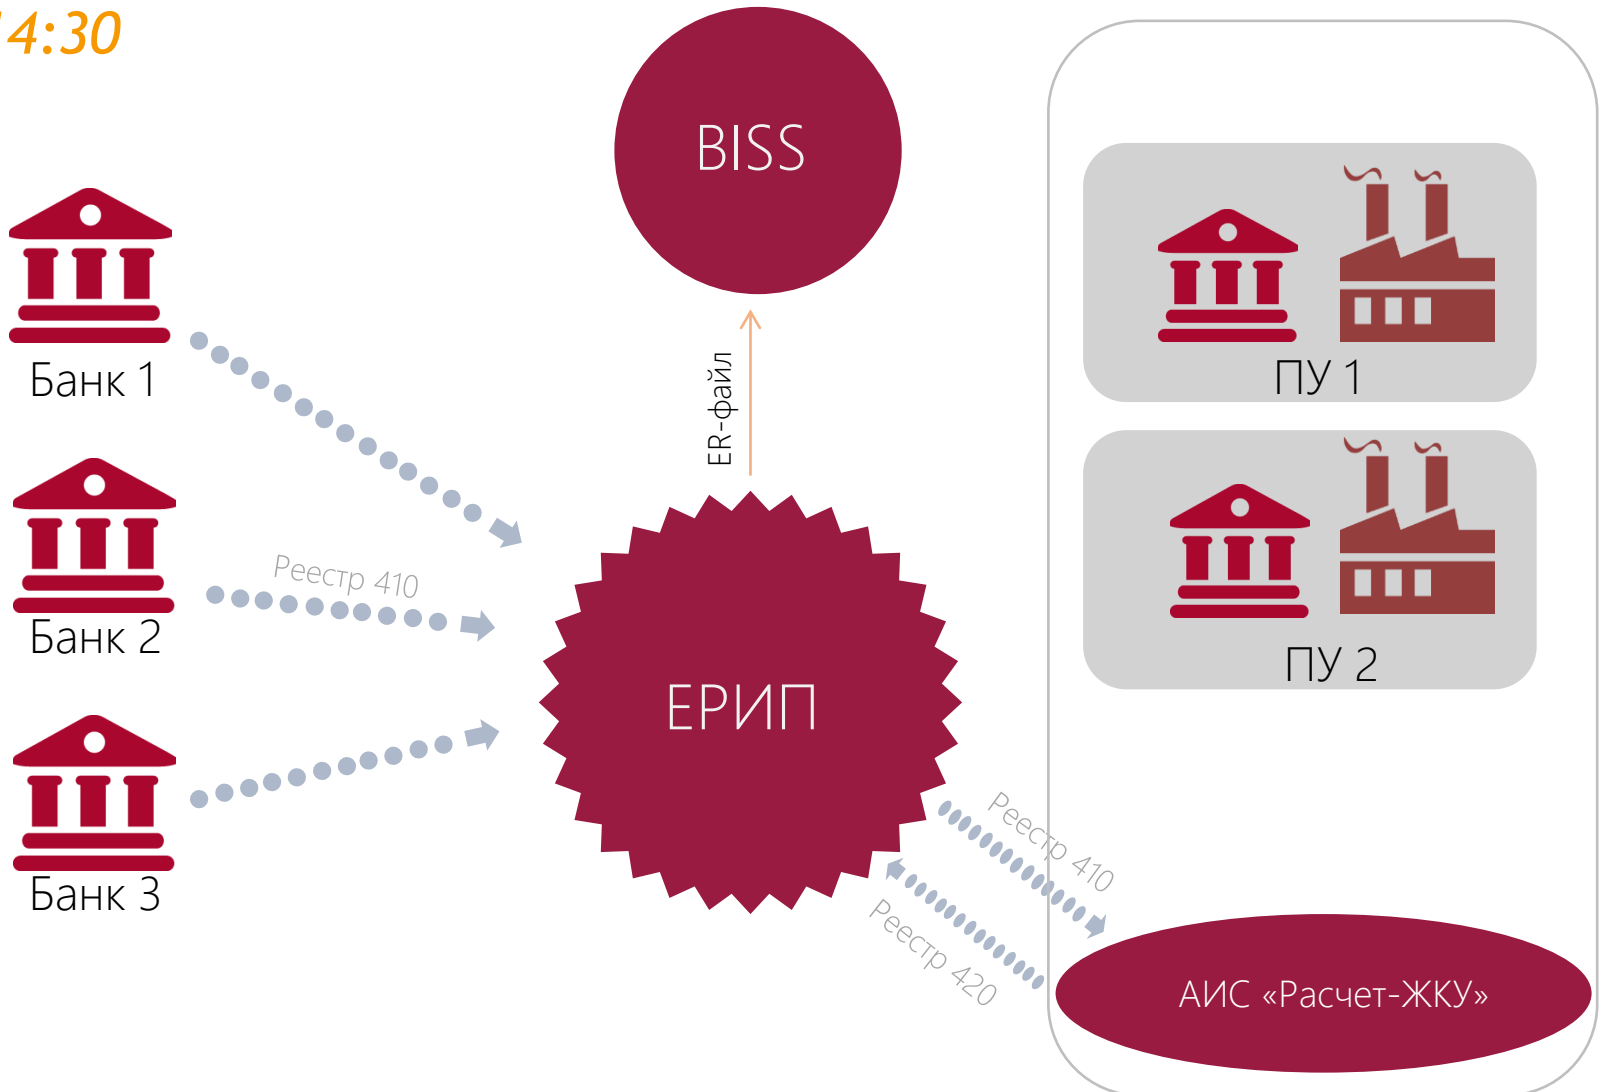 4:30
BISS
Банк 1
ER-файл
ПУ 1
Реестр 410
Банк 2
ПУ 2
ЕРИП
Банк 3
Реестр 410
Реестр 420
АИС «Расчет-ЖКУ»